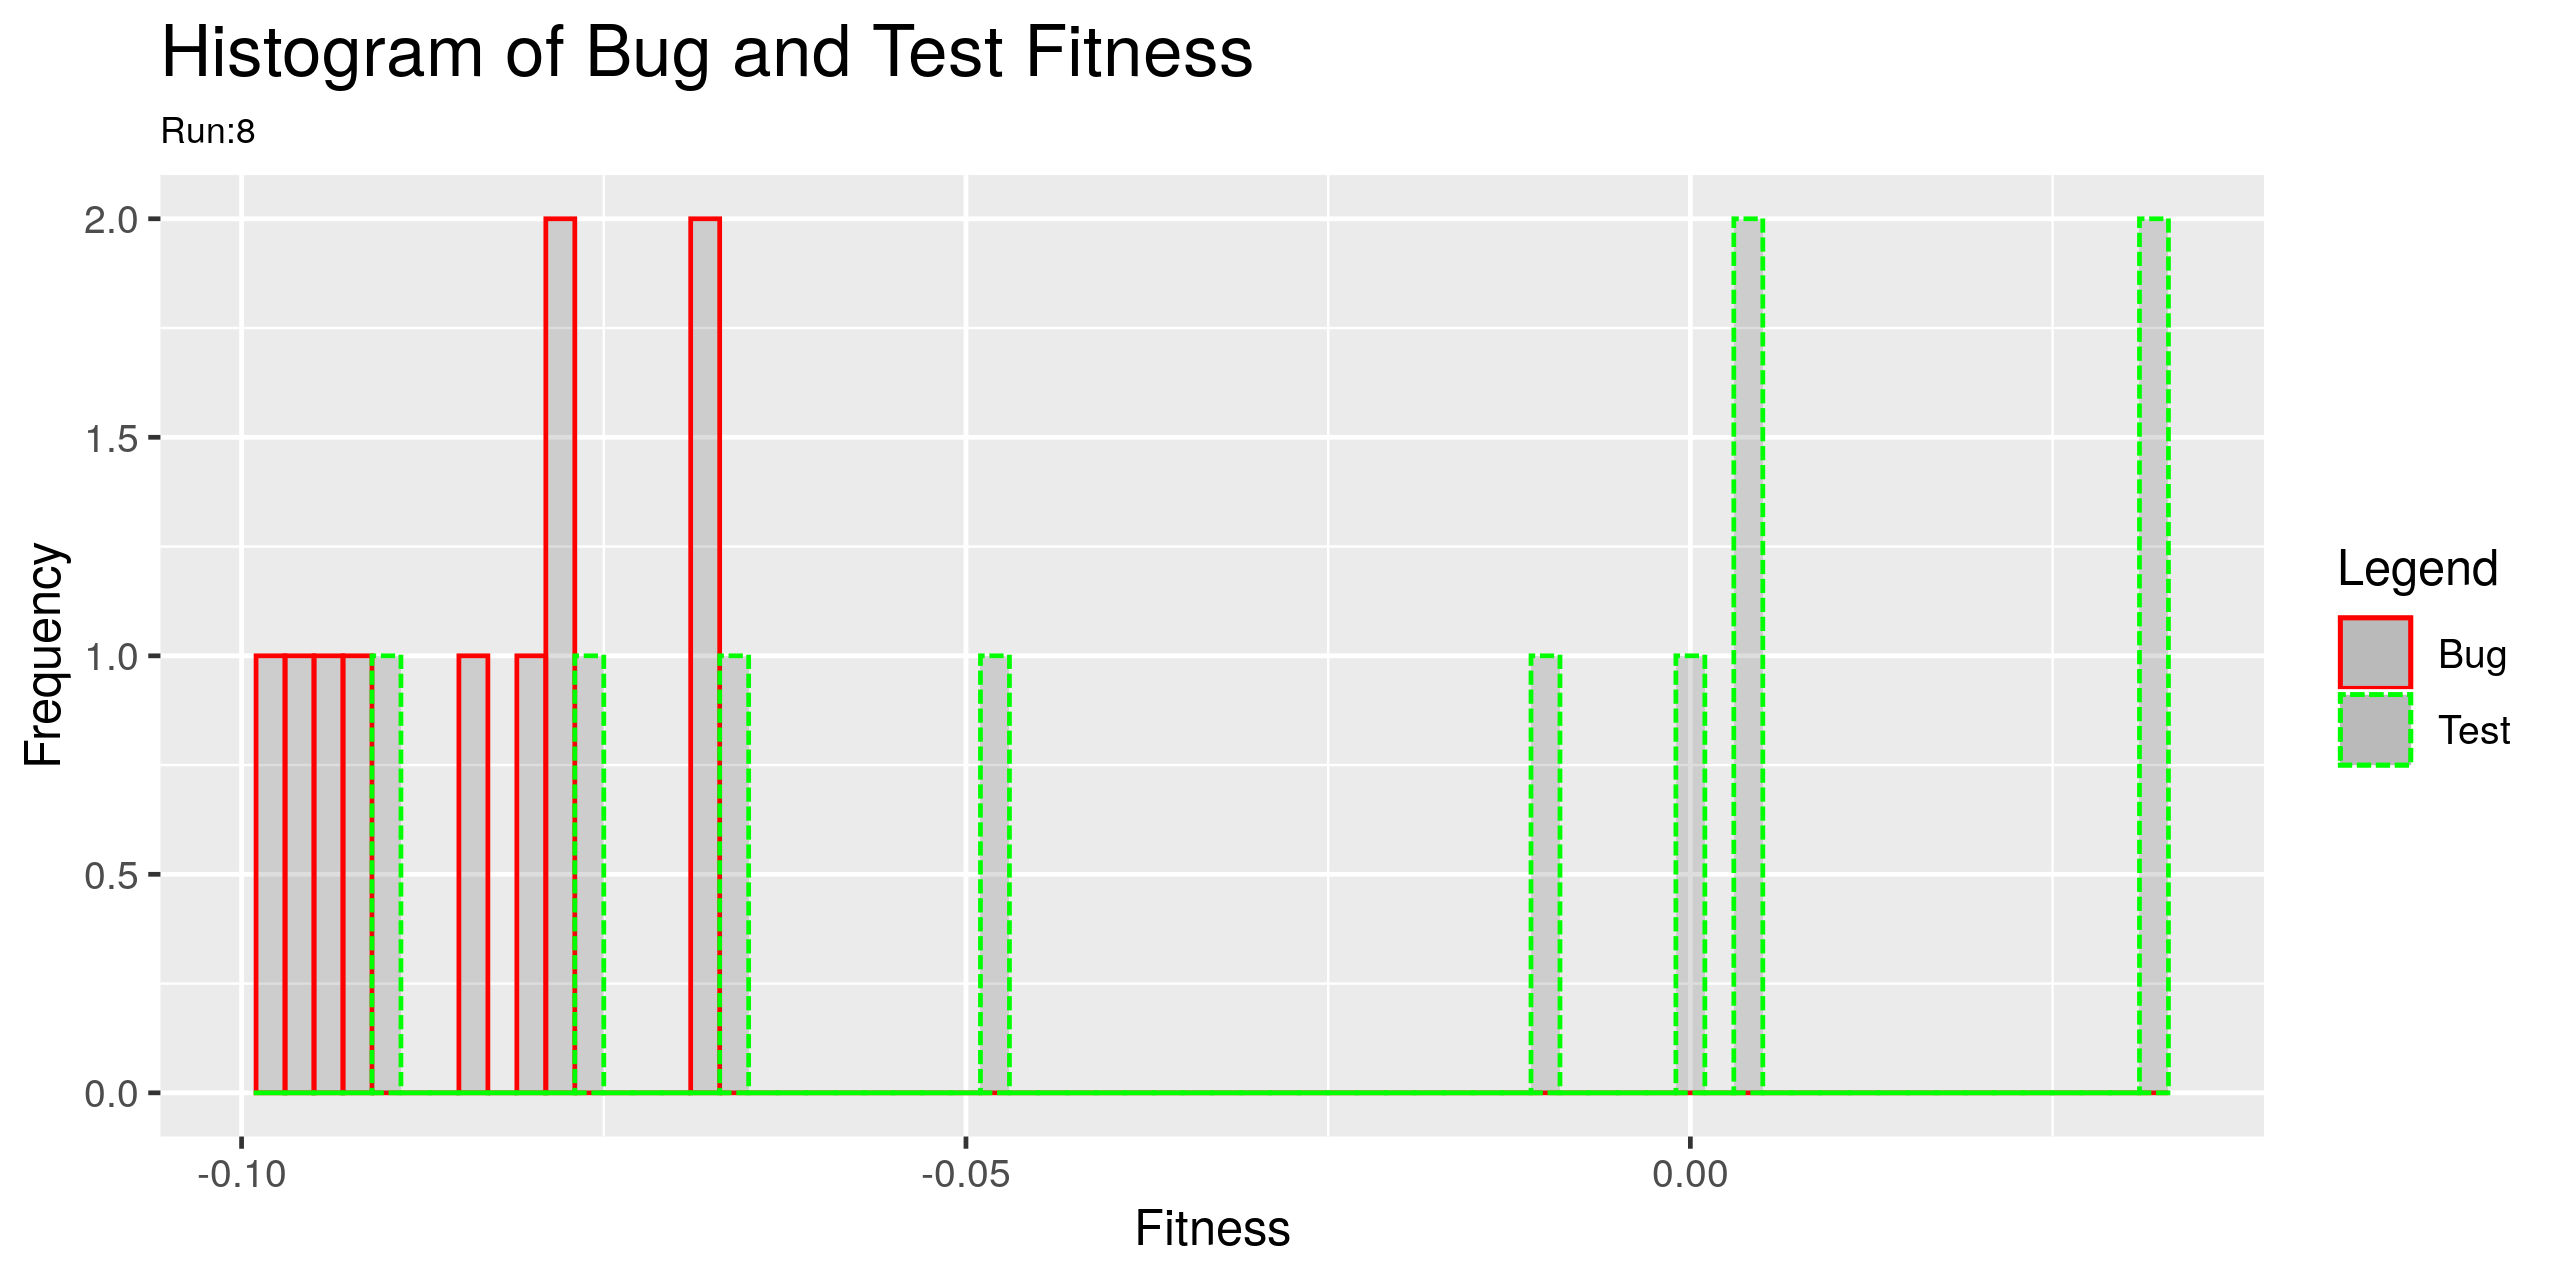 Histogram of Bug and Test Fitness
Run:8
2.0
1.5
1.0
0.5
0.0
Frequency
-0.10
-0.05
0.00
Fitness
Legend
Bug
Test